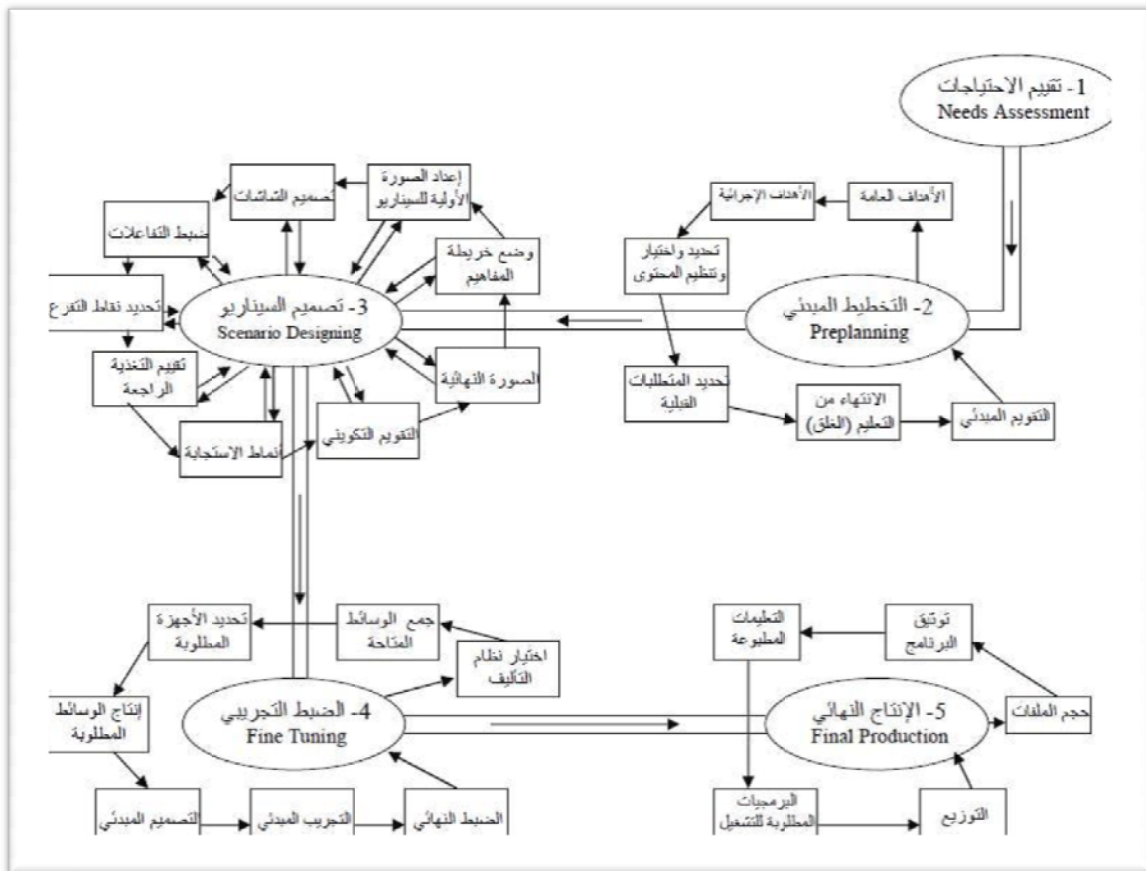 1- تقييم الاحتياجات
Needs Assessment
2- التخطيط المبدئي
Preplanning
الأهداف العامة
الأهداف الإجرائية
تحديد واختيار
وتنظيم المحتوى
تحديد المتطلبات
القبلية
الانتهاء من
التعليم (الغلق)
التقويم المبدئي
3- تصميم السيناريو
Scenario Designing
وضع خريطة
المفاهيم
إعداد الصورة
الأولية للسيناريو
تصميم الشاشات
ضبط التفاعلات
تحديد نقاط التفرع
تقييم التغذية
الراجعة
أنماط الاستجابة
التقويم التكويني
الصورة النهائية
4- الضبط التجريبي
Fine Tuning
اختيار نظام
التأليف
جمع الوسائط
المتاحة
تحديد الأجهزة
المطلوبة
إنتاج الوسائط
المطلوبة
التصميم المبدئي
التجريب المبدئي
الضبط النهائي
5- الإنتاج النهائي
Final Production
حجم الملفات
توثيق
البرنامج
التعليمات
المطبوعة
البرمجيات
المطلوبة للتشغيل
التوزيع